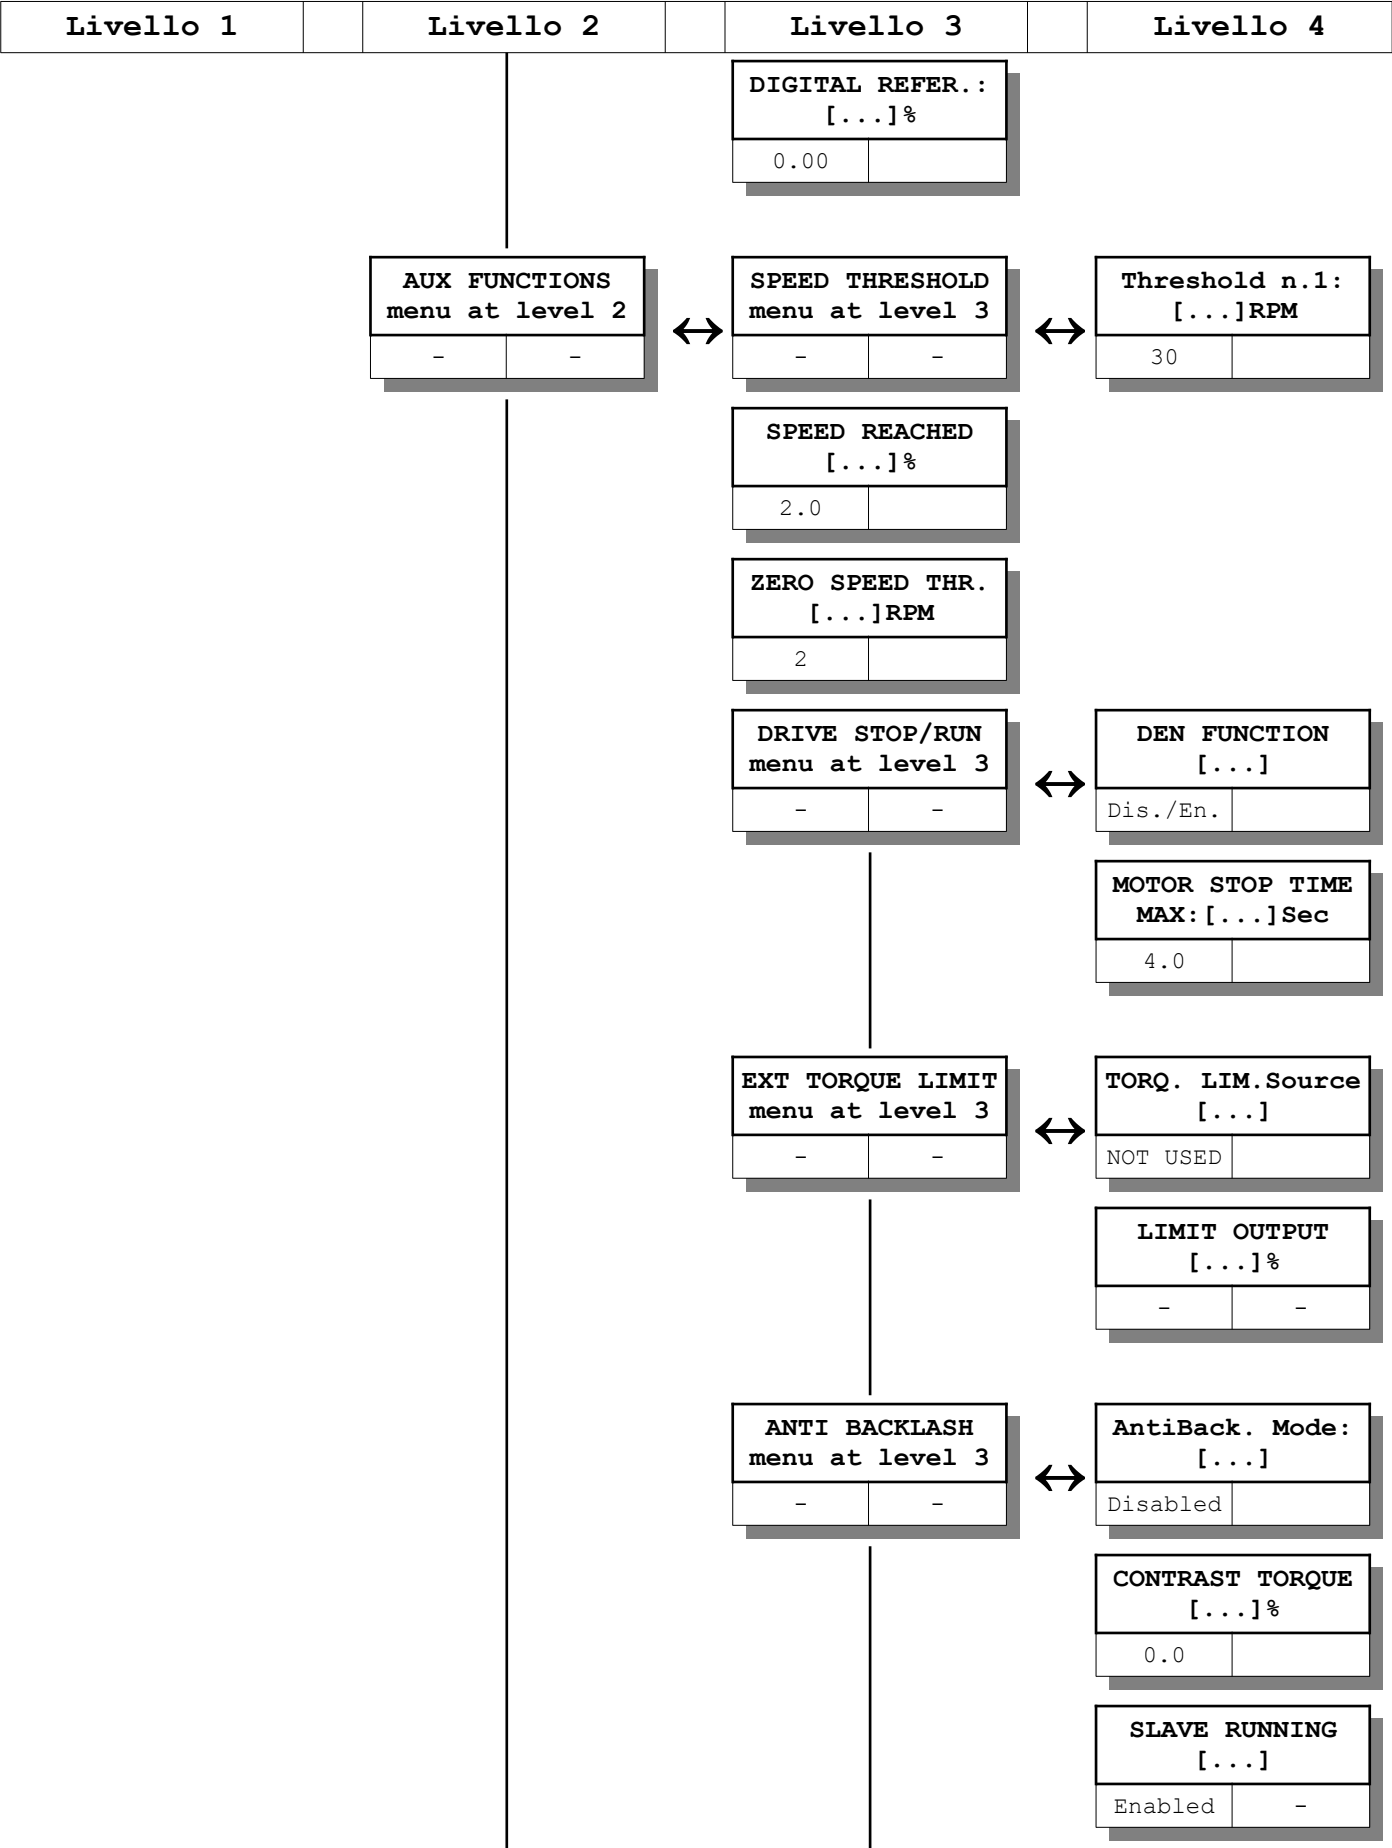 Livello 1 Livello 2 Livello 3 Livello 4
DIGITAL REFER.:
[...]%
0.00
AUX FUNCTIONS
menu at level 2
- -
SPEED THRESHOLD
menu at level 3
- -
Threshold n.1:
[...]RPM
30
SPEED REACHED
[...]%
2.0
ZERO SPEED THR.
[...]RPM
2
DRIVE STOP/RUN
menu at level 3
- -
DEN FUNCTION
[...]
Dis./En.
MOTOR STOP TIME
MAX:[...]Sec
4.0
EXT TORQUE LIMIT
menu at level 3
- -
TORQ. LIM.Source
[...]
NOT USED
LIMIT OUTPUT
[...]%
- -
ANTI BACKLASH
menu at level 3
- -
AntiBack. Mode:
[...]
Disabled
CONTRAST TORQUE
[...]%
0.0
SLAVE RUNNING
[...]
Enabled -